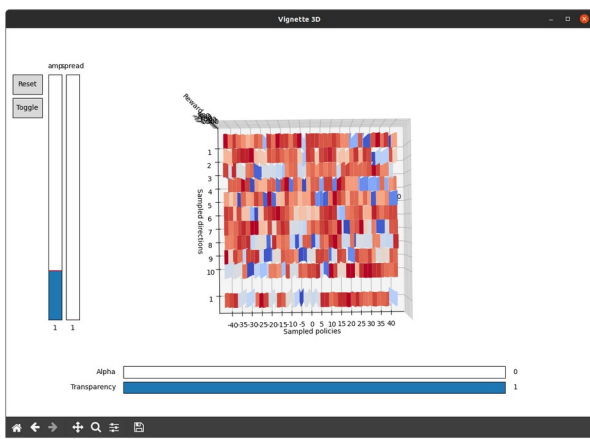 Vignette 3D
amp spread
Reset
Toggle
Reward
1
2
3
4
5
6
7
8
9
10
1
Sampled directions
0
-40-35-30-25-20-15-10 -5 0 5 10 15 20 25 30 35 40
Sampled policies
1 1
Alpha 0
Transparency 1